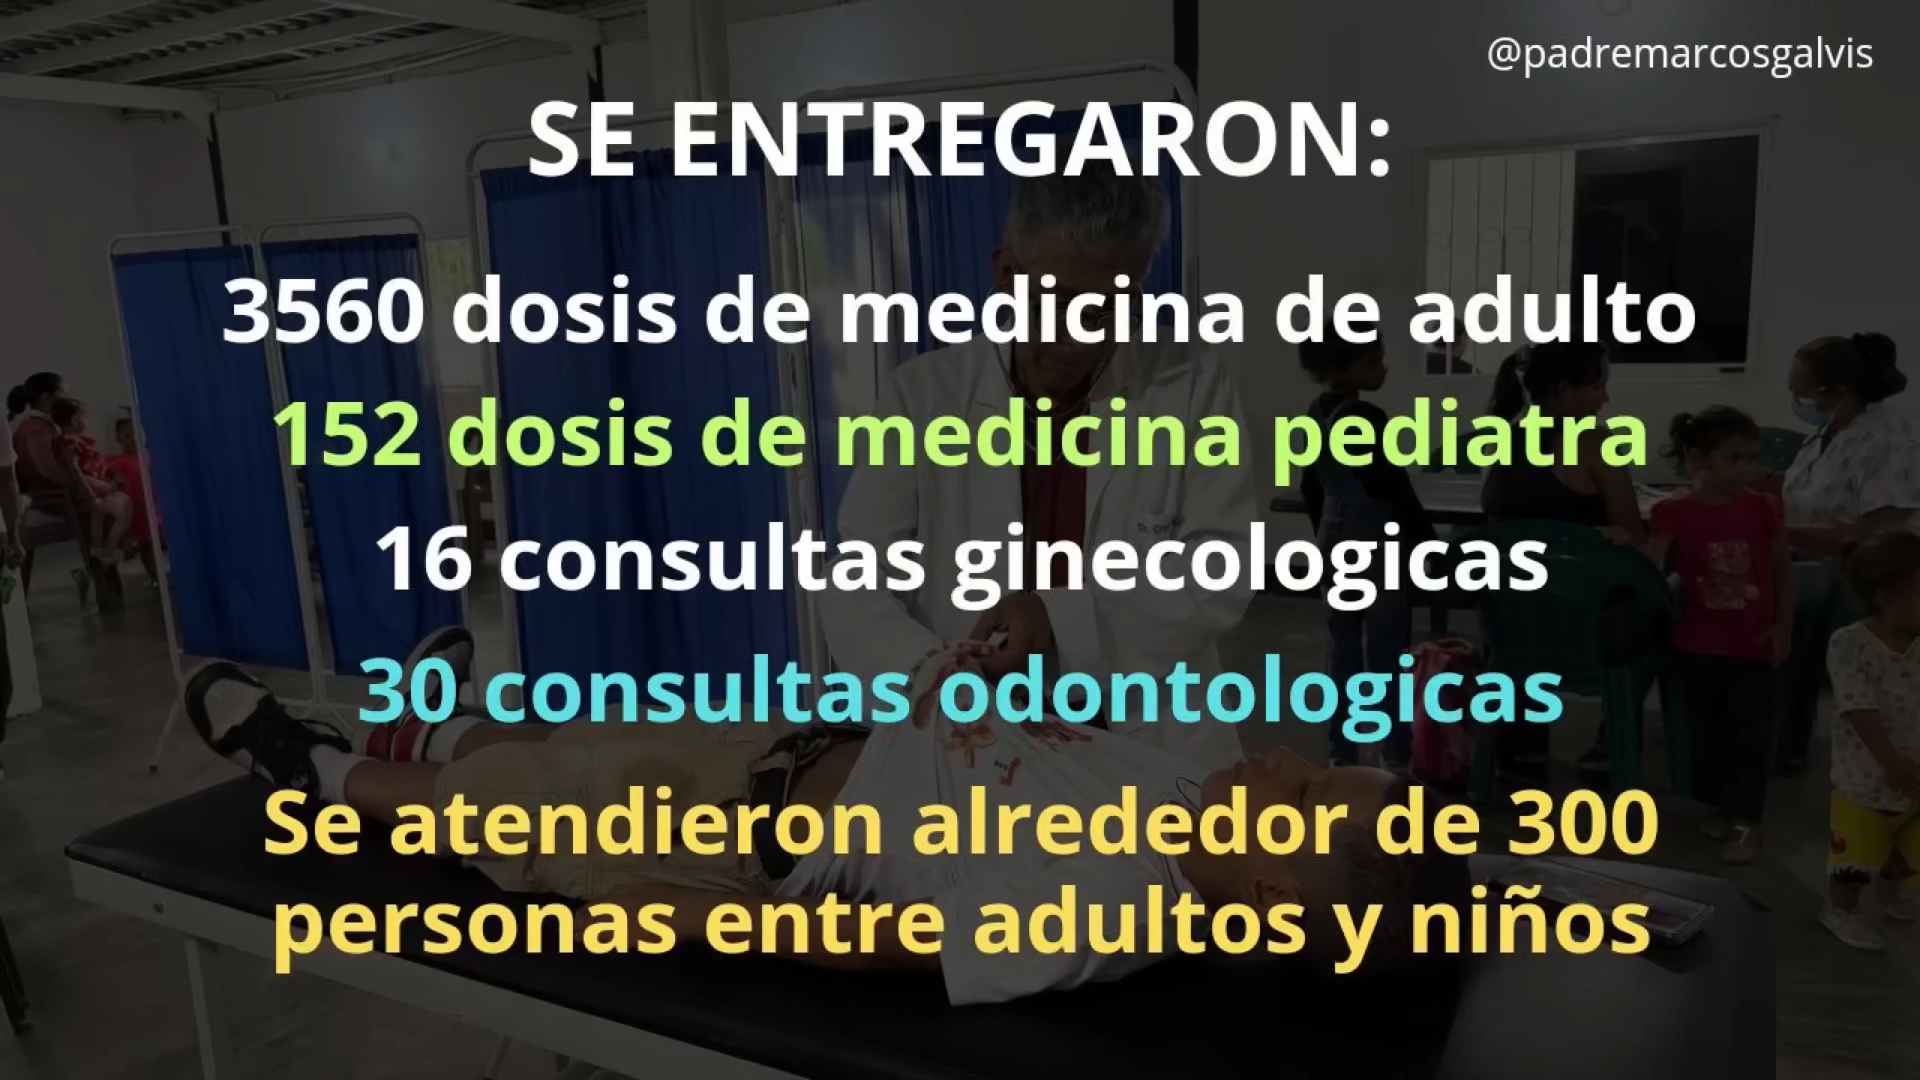 @padremarcosgalvis
SE ENTREGARON:
3560 dosis de medicina de adulto
152 dosis de medicina pediatra
16 consultas ginecologicas
30 consultas odontologicas
Se atendieron alrededor de 300
personas entre adultos y niños